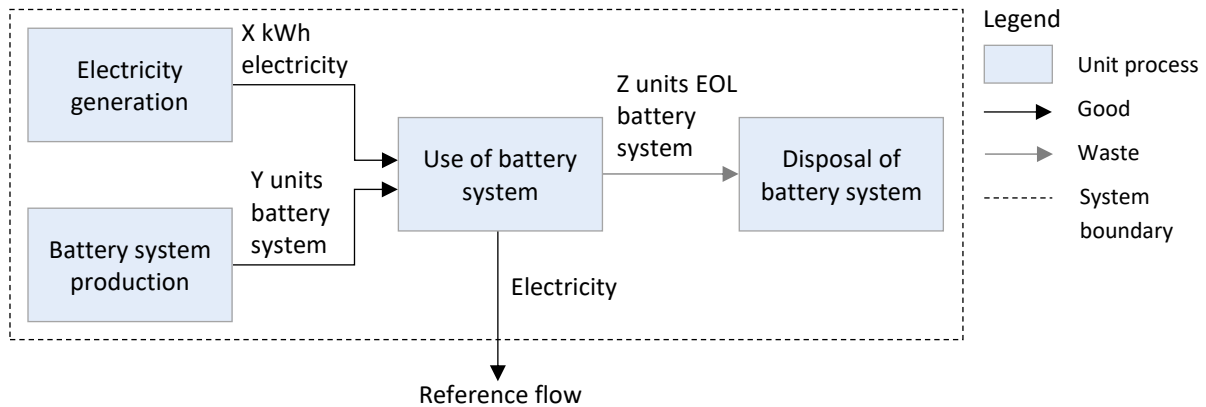 X kWh
electricity
Electricity
generation
Y units
battery
system
Battery system
production
Use of battery
system
Z units EOL
battery
system
Disposal of
battery system
Electricity
Reference flow
Legend
Unit process
Good
Waste
System
boundary